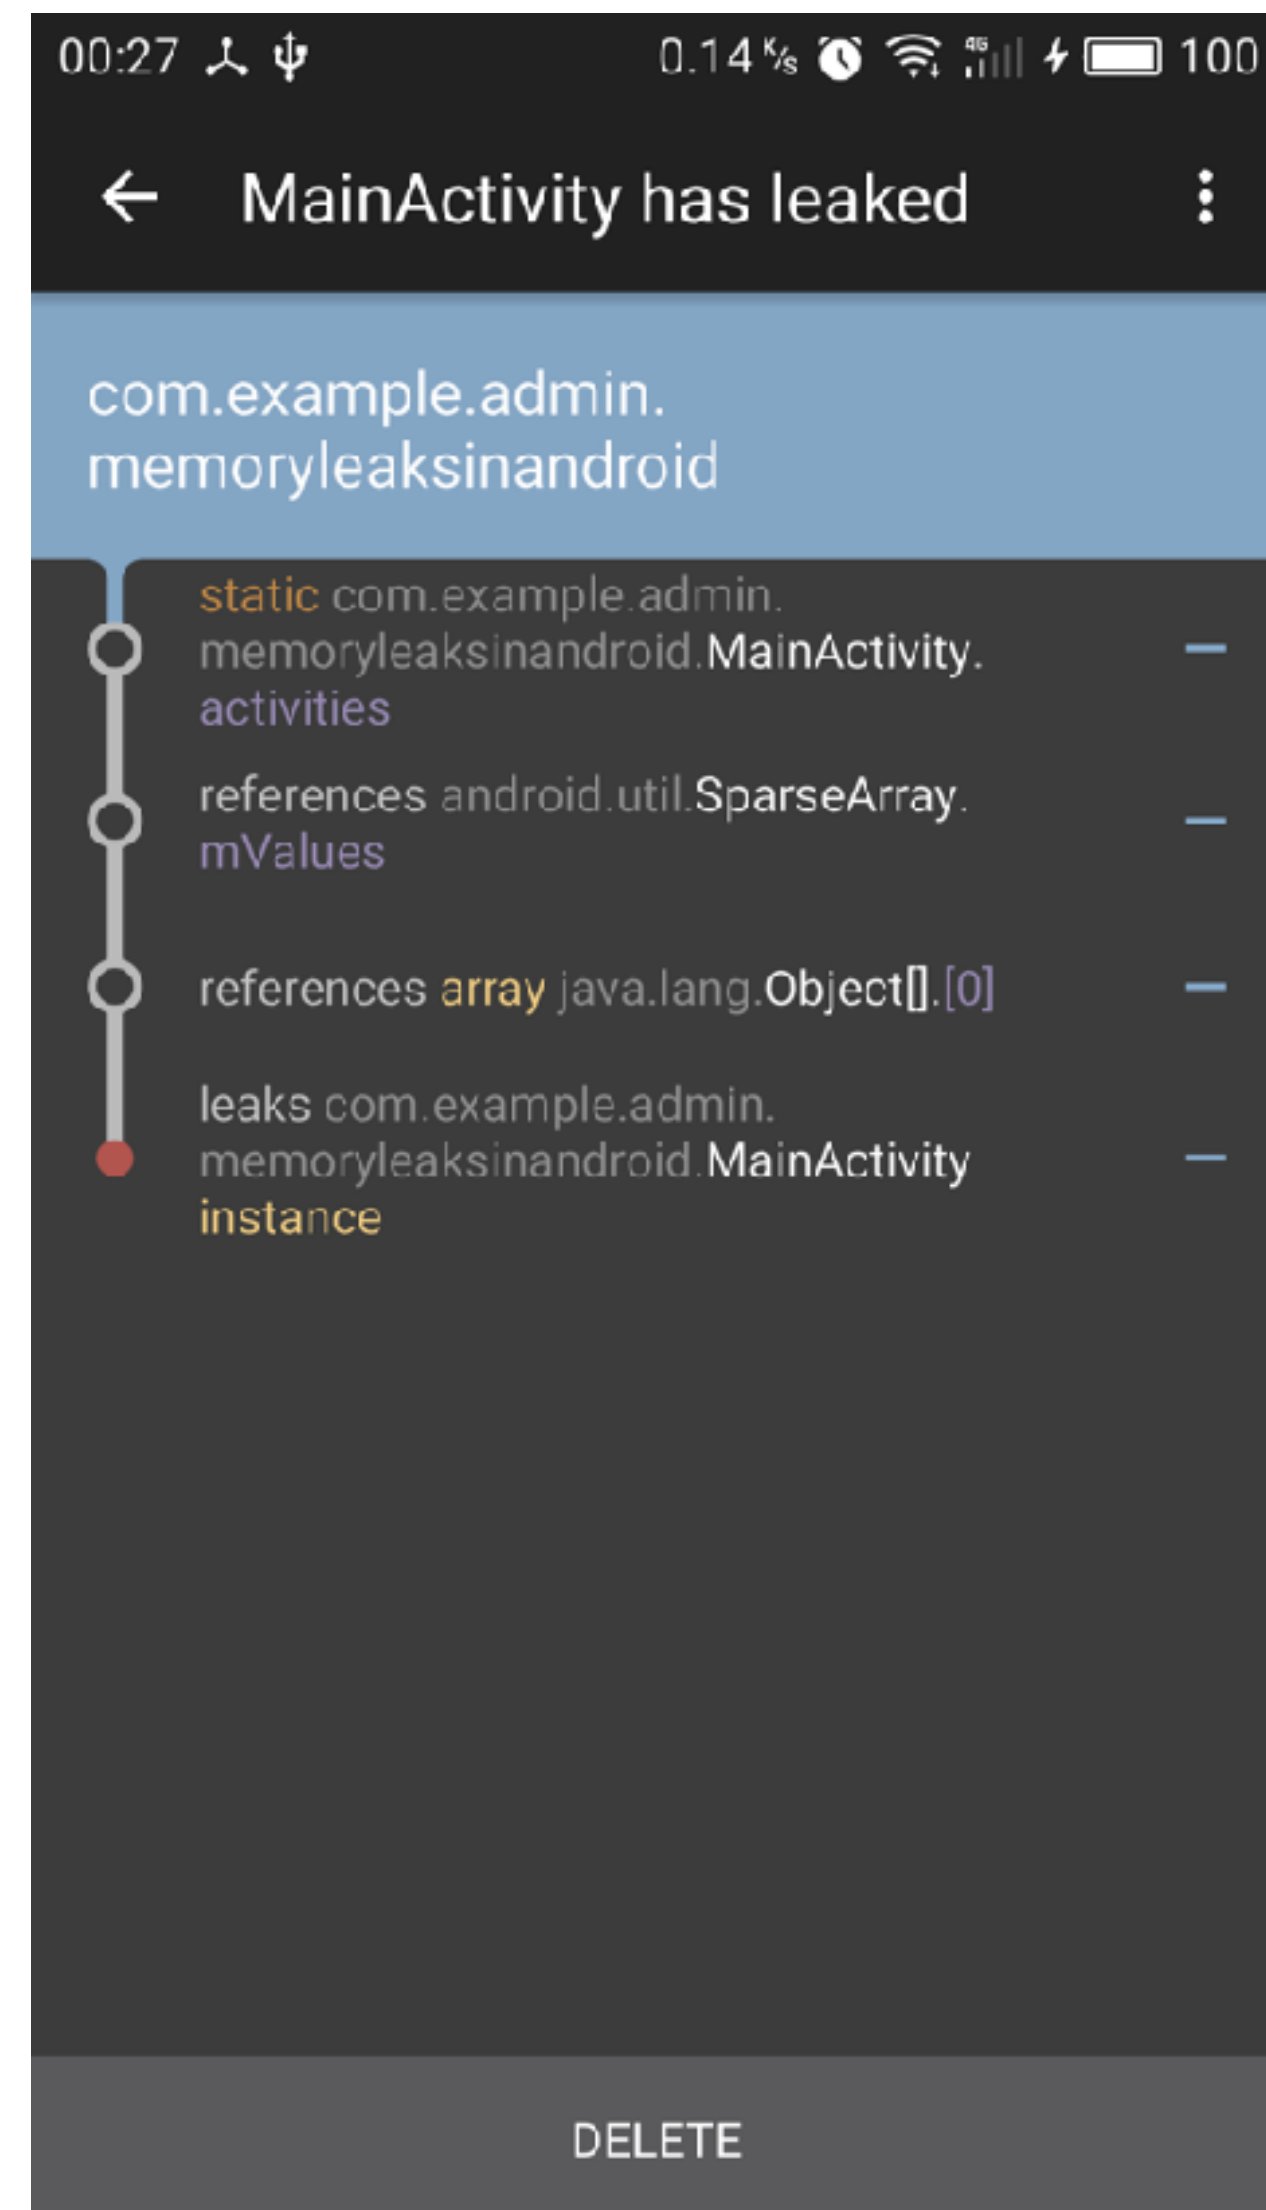 00:27 0.14 K/s 4G 100
MainActivity has leaked
com.example.admin.
memoryleaksinandroid
static com.example.admin.
memoryleaksinandroid.MainActivity.
activities
references android.util.SparseArray.
mValues
references array java.lang.Object[].[0]
leaks com.example.admin.
memoryleaksinandroid.MainActivity
instance
DELETE